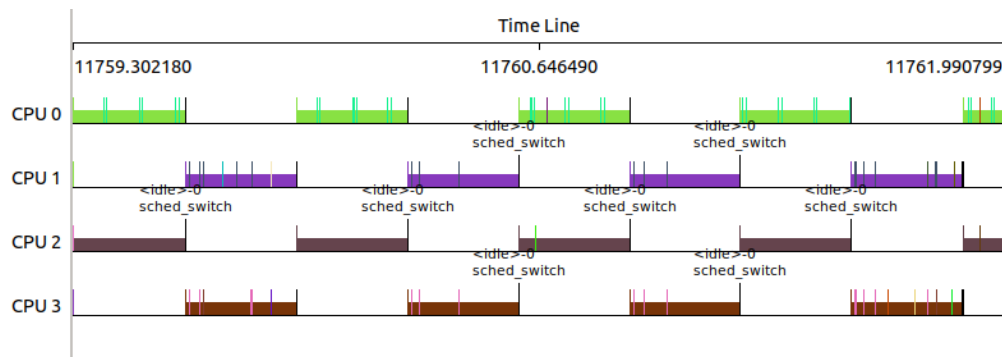 Time Line
11759.302180 11760.646490 11761.990799
CPU 0
<idle>-0 <idle>-0
sched_switch sched_switch
CPU 1
<idle>-0 <idle>-0 <idle>-0 <idle>-0
sched_switch sched_switch sched_switch sched_switch
CPU 2
<idle>-0 <idle>-0
sched_switch sched_switch
CPU 3